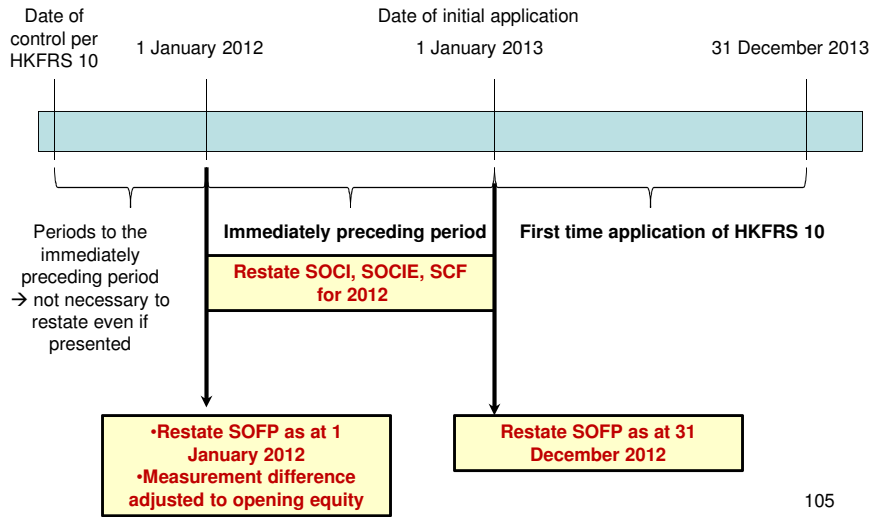 Date of
control per
HKFRS 10
1 January 2012
Date of initial application
1 January 2013
31 December 2013
Periods to the
immediately
preceding period
→ not necessary to
restate even if
presented
Immediately preceding period
First time application of HKFRS 10
Restate SOCI, SOCIE, SCF
for 2012
•Restate SOFP as at 1
January 2012
•Measurement difference
adjusted to opening equity
Restate SOFP as at 31
December 2012
105